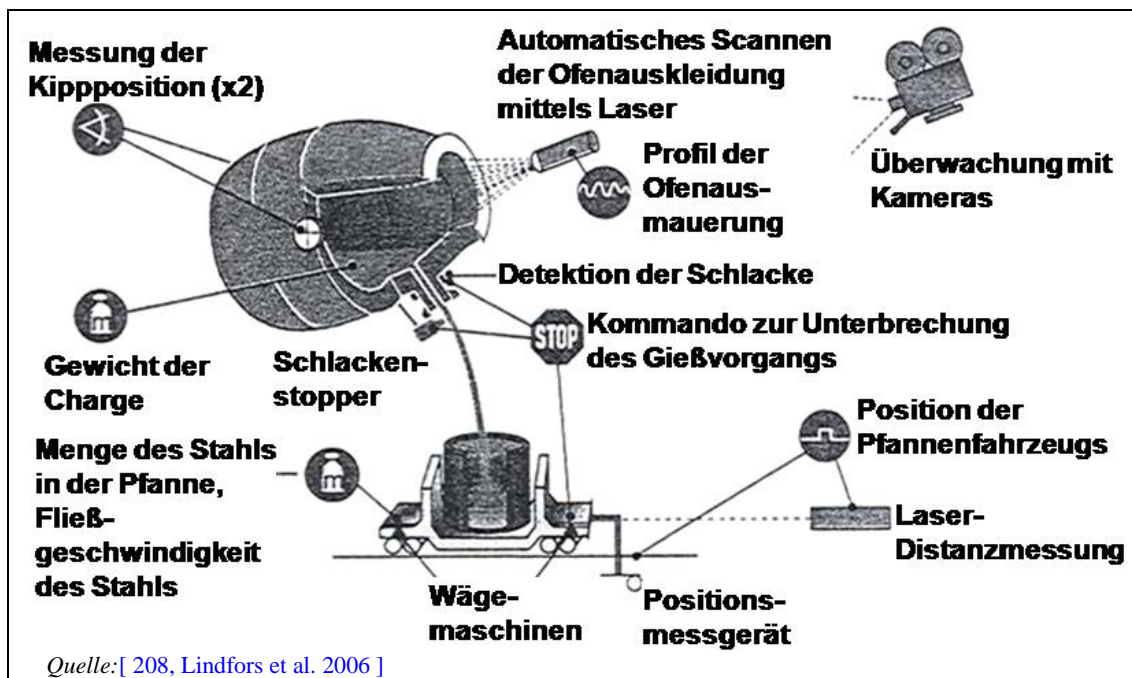 Messung der
Kippposition (x2)
Automatisches Scannen
der Ofenauskleidung
mittels Laser
Profil der
Ofenaus-
mauerung
Überwachung mit
Kameras
Detektion der Schlacke
STOP
Kommando zur Unterbrechung
des Gießvorgangs
m
Gewicht der
Charge
Schlacken-
stopper
Position der
Pfannenfahrzeugs
Menge des Stahls
in der Pfanne,
Fließ-
geschwindigkeit
des Stahls
m
Laser-
Distanzmessung
Wäge-
maschinen
Positions-
messgerät
Quelle:[ 208, Lindfors et al. 2006 ]